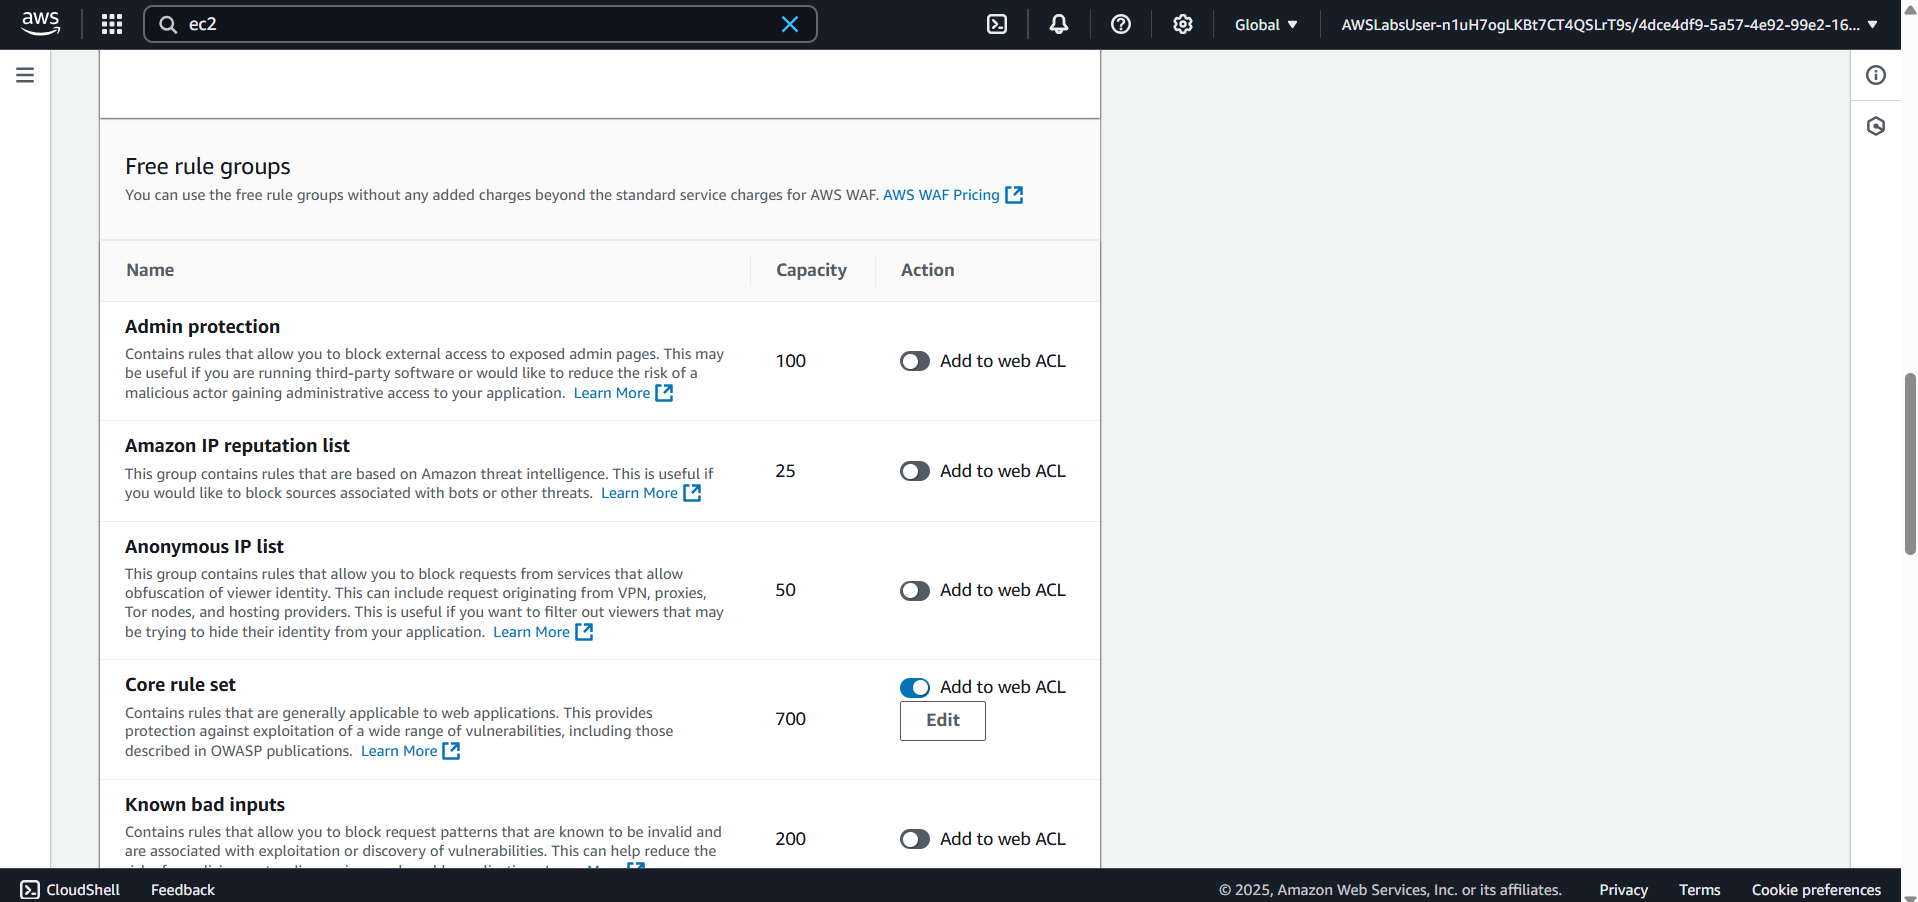 aws
ec2
Global
AWSLabsUser-n1uH7ogLKBt7CT4QSLrT9s/4dce4df9-5a57-4e92-99e2-16...
Free rule groups
You can use the free rule groups without any added charges beyond the standard service charges for AWS WAF. AWS WAF Pricing
Name Capacity Action
Admin protection
Contains rules that allow you to block external access to exposed admin pages. This may
be useful if you are running third-party software or would like to reduce the risk of a
malicious actor gaining administrative access to your application. Learn More
100
Add to web ACL
Amazon IP reputation list
This group contains rules that are based on Amazon threat intelligence. This is useful if
you would like to block sources associated with bots or other threats. Learn More
25
Add to web ACL
Anonymous IP list
This group contains rules that allow you to block requests from services that allow
obfuscation of viewer identity. This can include request originating from VPN, proxies,
Tor nodes, and hosting providers. This is useful if you want to filter out viewers that may
be trying to hide their identity from your application. Learn More
50
Add to web ACL
Core rule set
Contains rules that are generally applicable to web applications. This provides
protection against exploitation of a wide range of vulnerabilities, including those
described in OWASP publications. Learn More
700
Add to web ACL
Edit
Known bad inputs
Contains rules that allow you to block request patterns that are known to be invalid and
are associated with exploitation or discovery of vulnerabilities. This can help reduce the
200
Add to web ACL
CloudShell Feedback
© 2025, Amazon Web Services, Inc. or its affiliates. Privacy Terms Cookie preferences